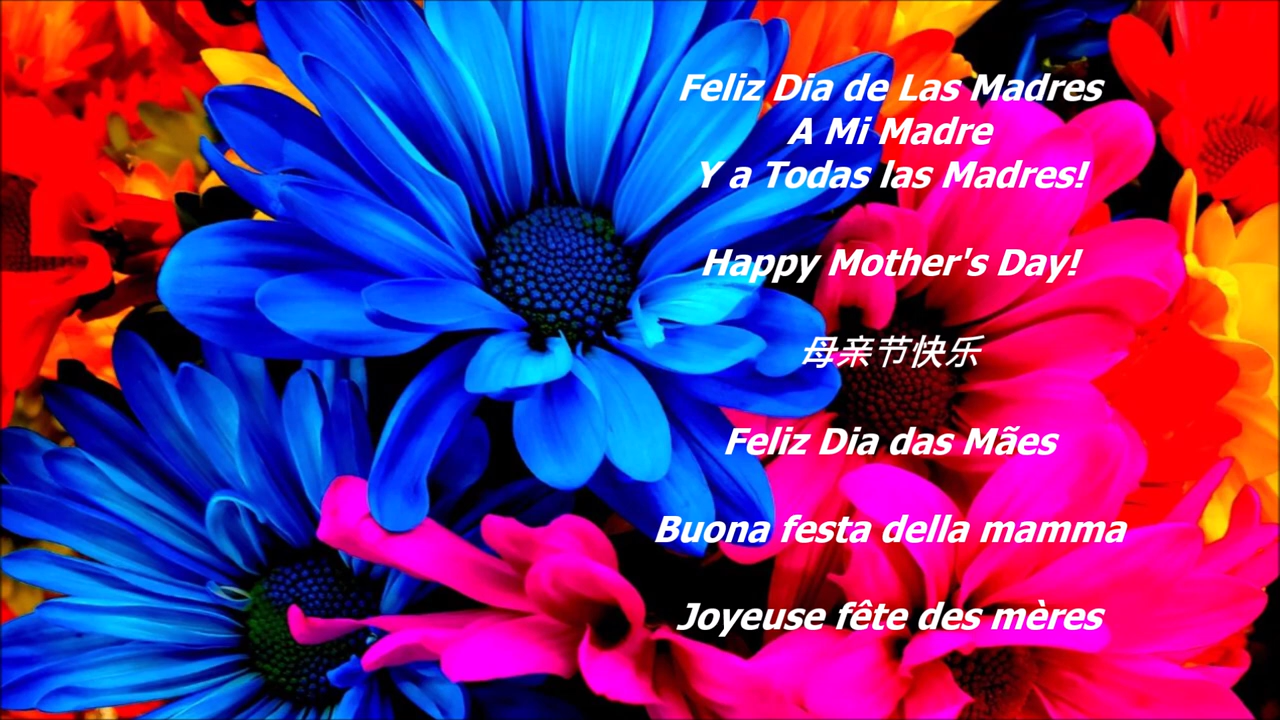 Feliz Dia de Las Madres
A Mi Madre
Y a Todas las Madres!
Happy Mother's Day!
母亲节快乐
Feliz Dia das Mães
Buona festa della mamma
Joyeuse fête des mères